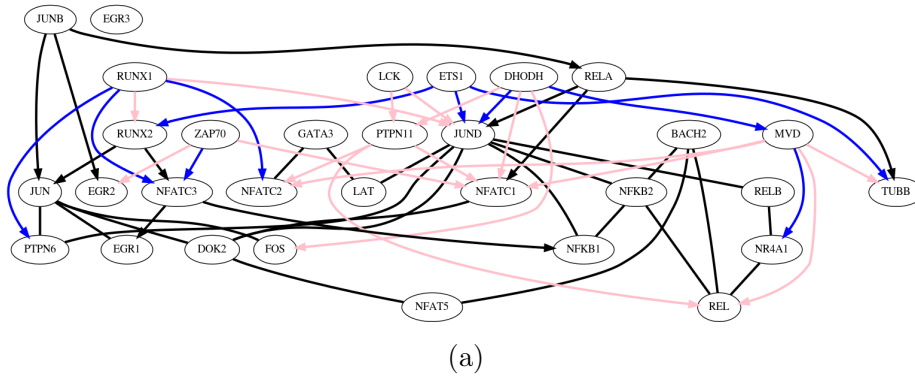 JUNB EGR3
RUNX1 LCK ETS1 DHODH RELA
RUNX2 ZAP70 GATA3 PTPN11 JUND BACH2 MVD
JUN EGR2 NFATC3 NFATC2 LAT NFATC1 NFKB2 RELB TUBB
PTPN6 EGR1 DOK2 FOS NFKB1 NR4A1
NFAT5 REL
(a)